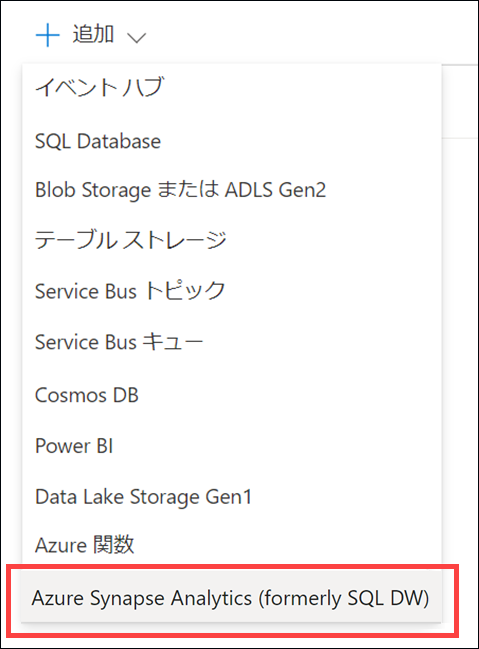 追加
イベント ハブ
SQL Database
Blob Storage または ADLS Gen2
テーブル ストレージ
Service Bus トピック
Service Bus キュー
Cosmos DB
Power BI
Data Lake Storage Gen1
Azure 関数
Azure Synapse Analytics (formerly SQL DW)